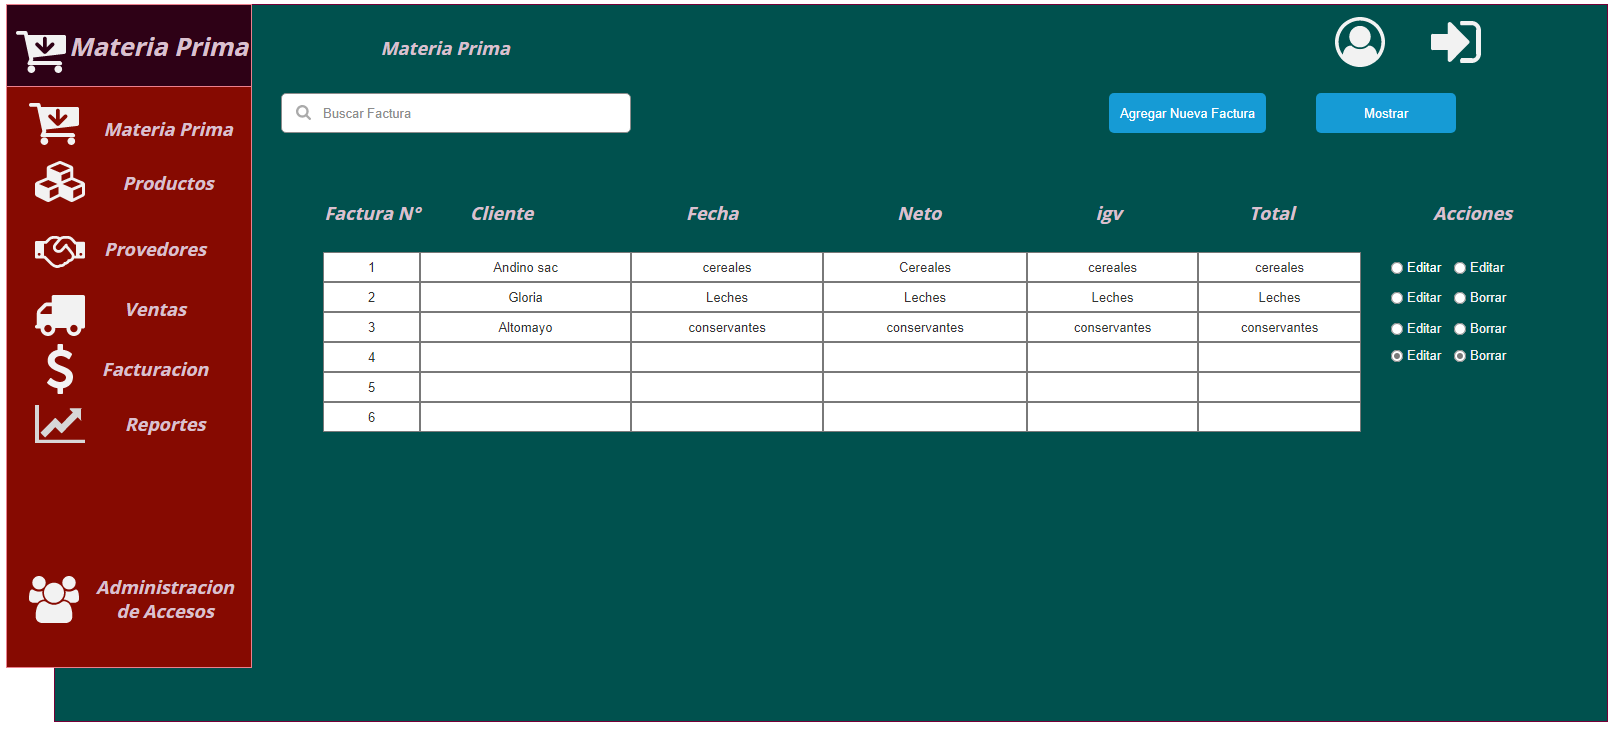 Materia Prima
Materia Prima
Buscar Factura
Agregar Nueva Factura
Mostrar
Materia Prima
Productos
Provedores
Ventas
Facturacion
Reportes
Administracion
de Accesos
Factura N° Cliente Fecha Neto igv Total Acciones
1 Andino sac cereales Cereales cereales cereales Editar Editar
2 Gloria Leches Leches Leches Leches Editar Borrar
3 Altomayo conservantes conservantes conservantes conservantes Editar Borrar
4 Editar Borrar
5
6